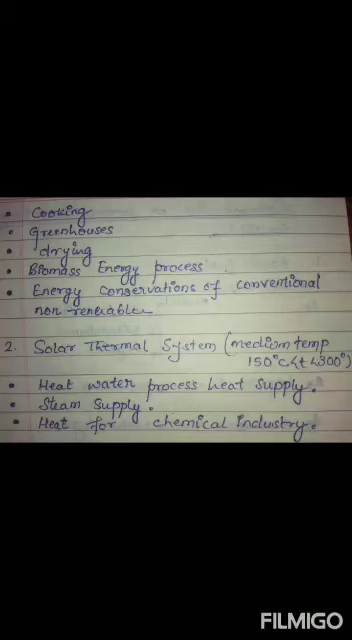 • Cooking
• Greenhouses
• drying
• Biomass Energy process.
• Energy conservations of conventional
non-renewables
2. Solar Thermal System (medium temp
150°C<t<300°)
• Heat water process heat supply.
• Steam Supply.
• Heat for chemical industry.
FILMIGO